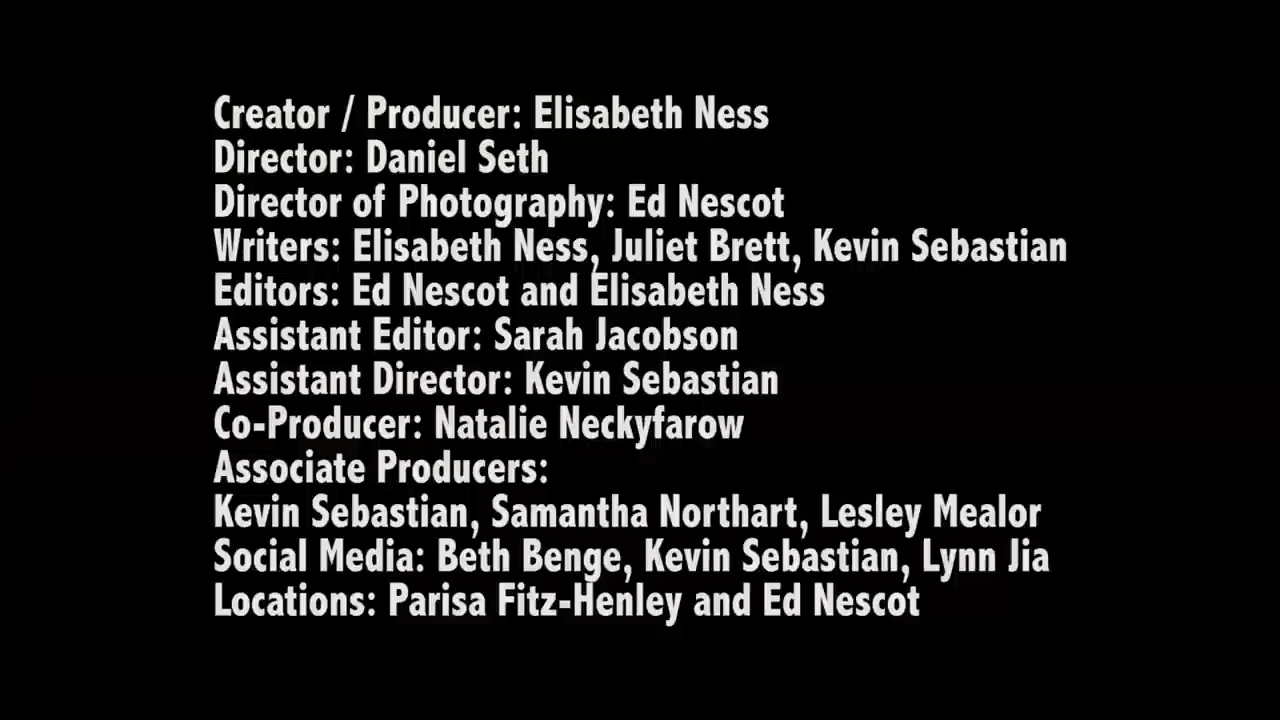 Creator / Producer: Elisabeth Ness
Director: Daniel Seth
Director of Photography: Ed Nescot
Writers: Elisabeth Ness, Juliet Brett, Kevin Sebastian
Editors: Ed Nescot and Elisabeth Ness
Assistant Editor: Sarah Jacobson
Assistant Director: Kevin Sebastian
Co-Producer: Natalie Neckyfarow
Associate Producers:
Kevin Sebastian, Samantha Northart, Lesley Mealor
Social Media: Beth Benge, Kevin Sebastian, Lynn Jia
Locations: Parisa Fitz-Henley and Ed Nescot